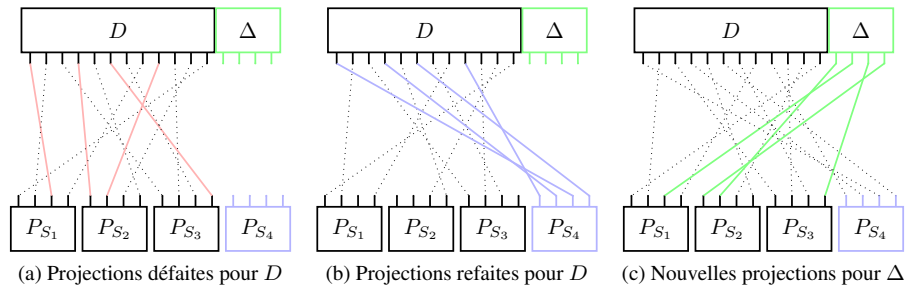 D Δ D Δ D Δ
P_{S_1} P_{S_2} P_{S_3} P_{S_4} P_{S_1} P_{S_2} P_{S_3} P_{S_4} P_{S_1} P_{S_2} P_{S_3} P_{S_4}
(a) Projections défaites pour D (b) Projections refaites pour D (c) Nouvelles projections pour Δ